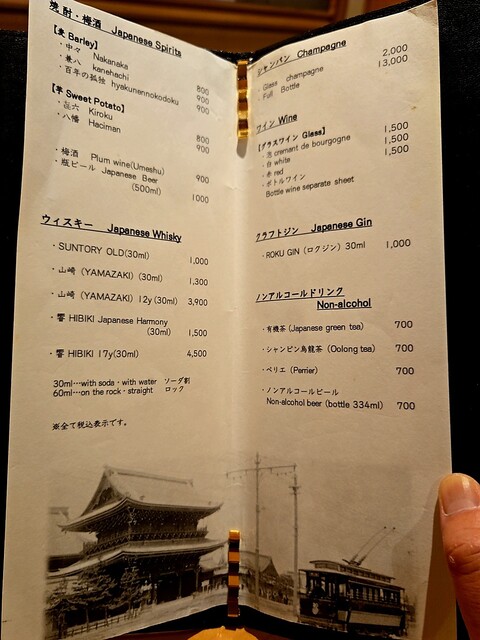 焼酎・梅酒 Japanese Spirits
【麦 Barley】
・中々 Nakanaka 800
・兼八 kanehachi 900
・百年の孤独 hyakunennokodoku 900
【芋 Sweet Potato】
・㐂六 Kiroku 800
・八幡 Haciman 900
・梅酒 Plum wine(Umeshu) 900
・瓶ビール Japanese Beer
(500ml) 1000
ウィスキー Japanese Whisky
・SUNTORY OLD(30ml) 1,000
・山崎 (YAMAZAKI) (30ml) 1,300
・山崎 (YAMAZAKI) 12y (30ml) 3,900
・響 HIBIKI Japanese Harmony
(30ml) 1,500
・響 HIBIKI 17y(30ml) 4,500
30ml…with soda・with water ソーダ割
60ml…on the rock・straight ロック
※全て税込表示です。
シャンパン Champagne
・Glass champagne 2,000
・Full Bottle 13,000
ワイン Wine
【グラスワイン Glass】
・泡 cremant de bourgogne 1,500
・白 white 1,500
・赤 red 1,500
・ボトルワイン
Bottle wine separate sheet
クラフトジン Japanese Gin
・ROKU GIN (ロクジン) 30ml 1,000
ノンアルコールドリンク
Non-alcohol
・有機茶 (Japanese green tea) 700
・シャンピン烏龍茶 (Oolong tea) 700
・ペリエ (Perrier) 700
・ノンアルコールビール
Non-alcohol beer (bottle 334ml) 700